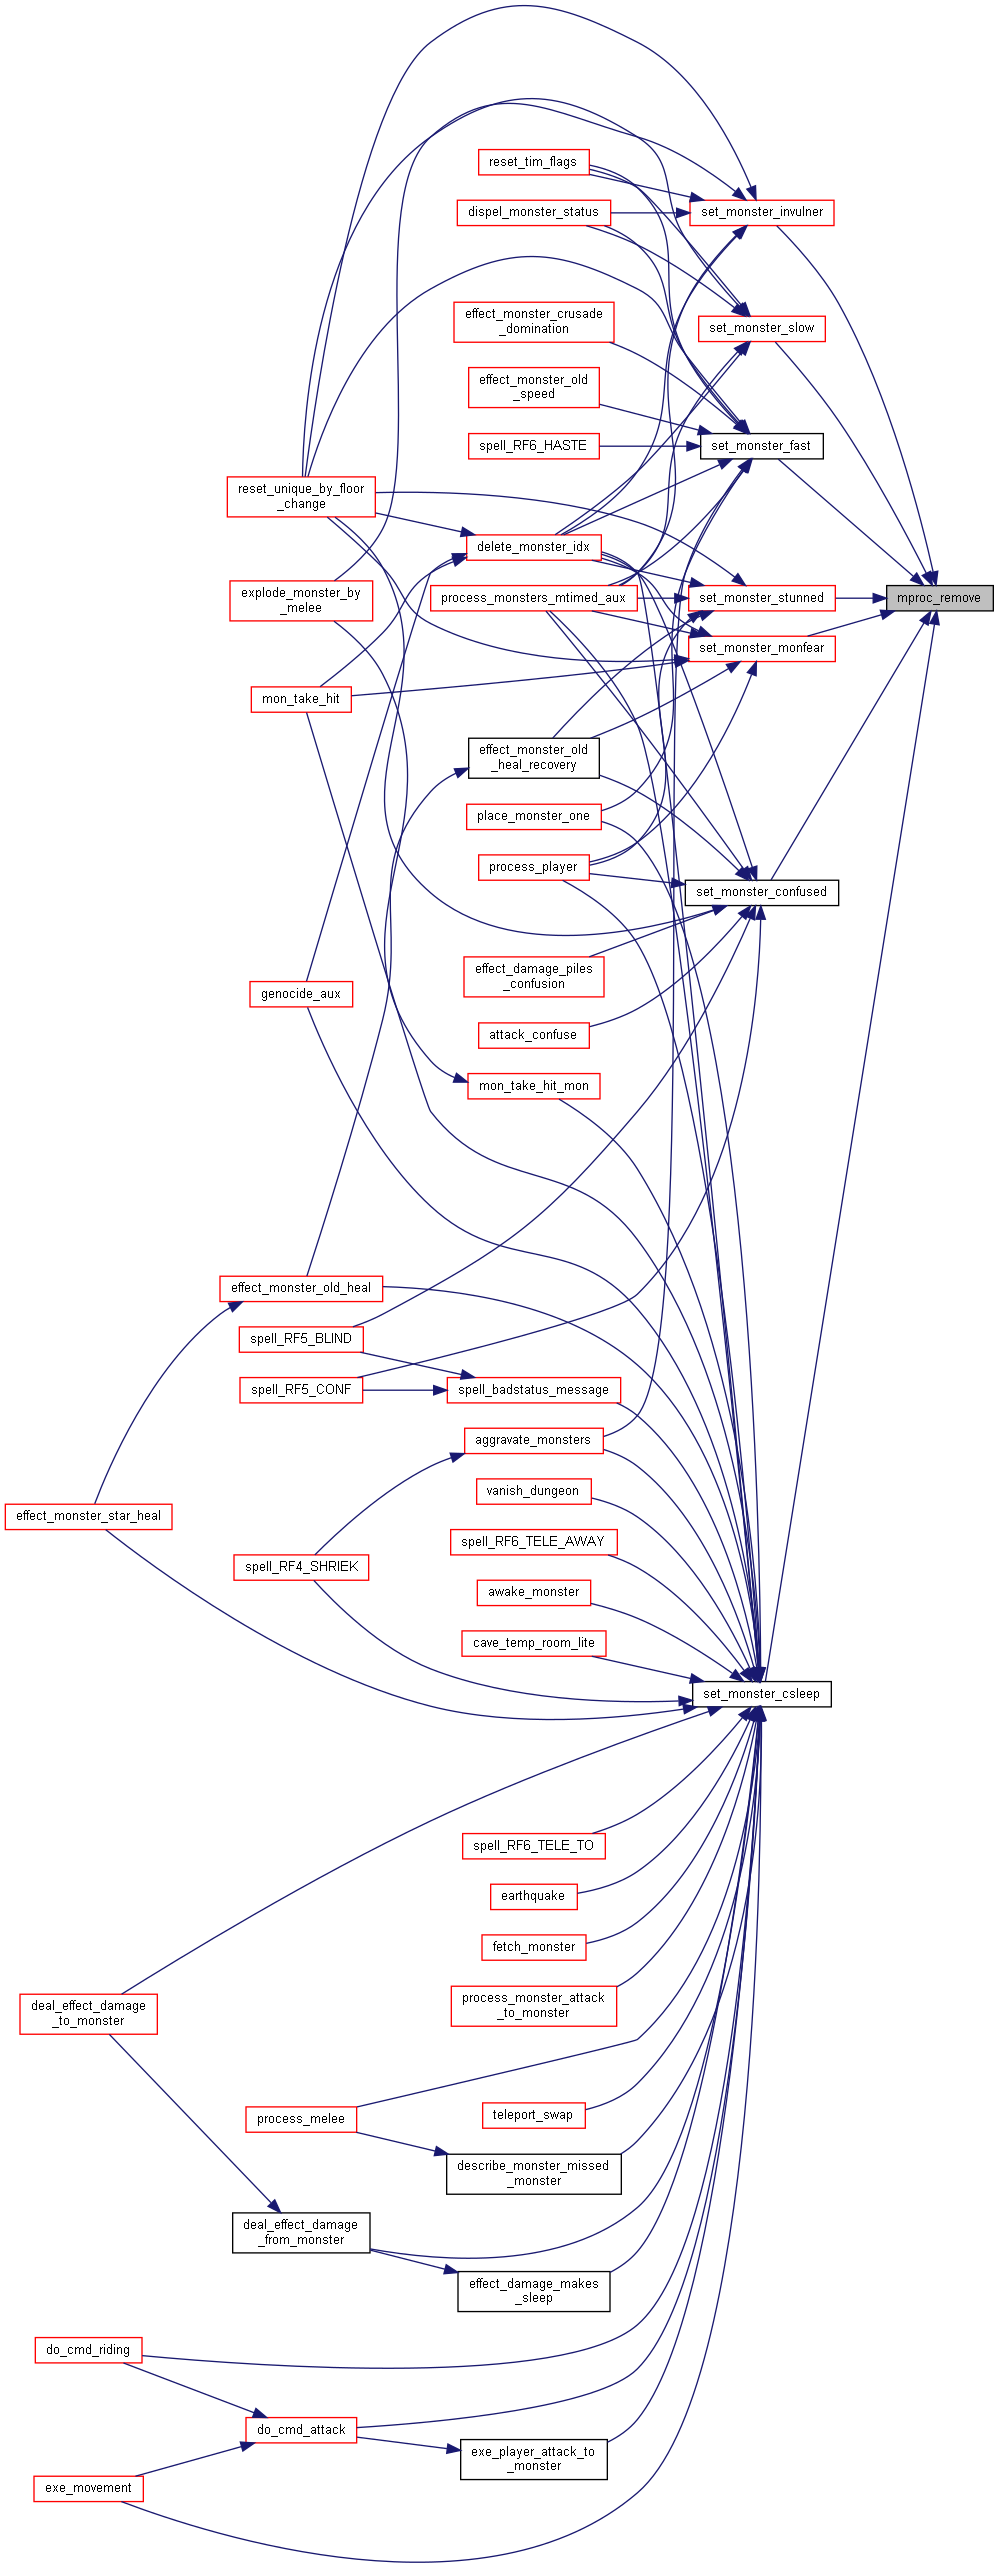 reset_tim_flags
set_monster_invulner
dispel_monster_status
effect_monster_crusade
_domination
set_monster_slow
effect_monster_old
_speed
spell_RF6_HASTE
set_monster_fast
reset_unique_by_floor
_change
delete_monster_idx
explode_monster_by
_melee
process_monsters_mtimed_aux
set_monster_stunned
mproc_remove
set_monster_monfear
mon_take_hit
effect_monster_old
_heal_recovery
place_monster_one
process_player
set_monster_confused
effect_damage_piles
_confusion
genocide_aux
attack_confuse
mon_take_hit_mon
effect_monster_old_heal
spell_RF5_BLIND
spell_RF5_CONF
spell_badstatus_message
aggravate_monsters
vanish_dungeon
effect_monster_star_heal
spell_RF6_TELE_AWAY
spell_RF4_SHRIEK
awake_monster
cave_temp_room_lite
set_monster_csleep
spell_RF6_TELE_TO
earthquake
fetch_monster
process_monster_attack
_to_monster
deal_effect_damage
_to_monster
teleport_swap
process_melee
describe_monster_missed
_monster
deal_effect_damage
_from_monster
effect_damage_makes
_sleep
do_cmd_riding
do_cmd_attack
exe_player_attack_to
_monster
exe_movement